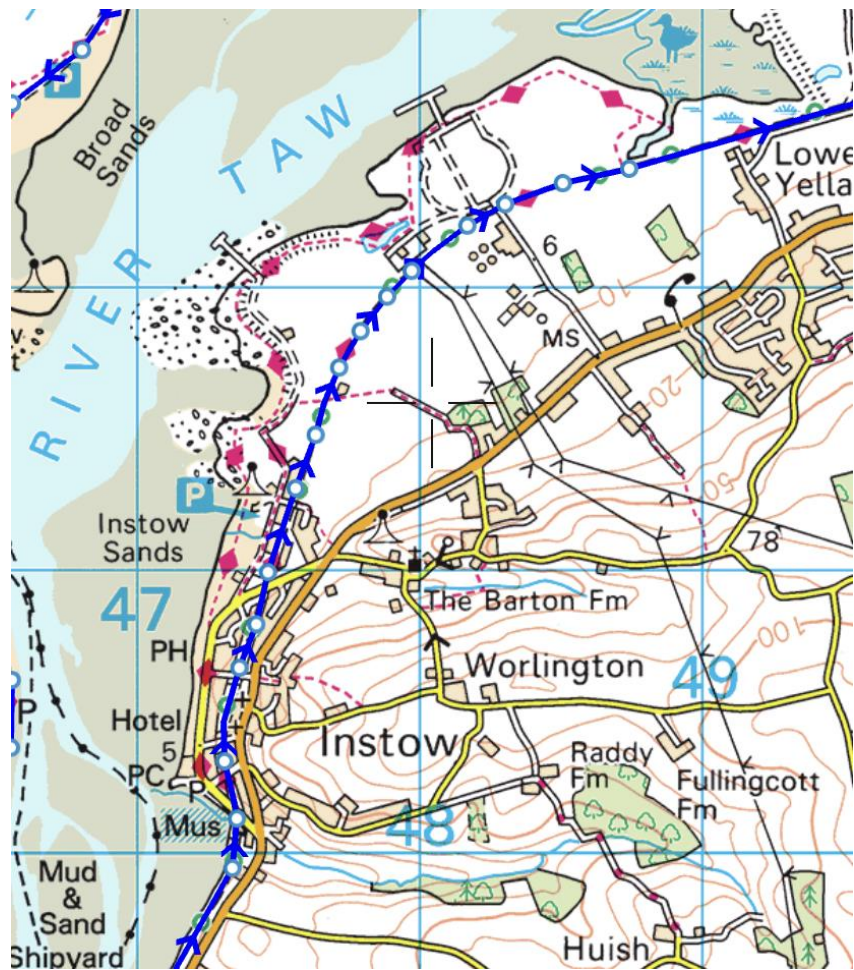 P
Broad
Sands
RIVER TAW
Lowe
Yella
6
10
MS
20
P
Instow
Sands
50
78
47
The Barton Fm
100
PH
Worlington
49
P
Hotel
5
Instow
Raddy
Fm
Fullingcott
Fm
PC
P
Mus
48
Mud
&
Sand
Shipyard
Huish